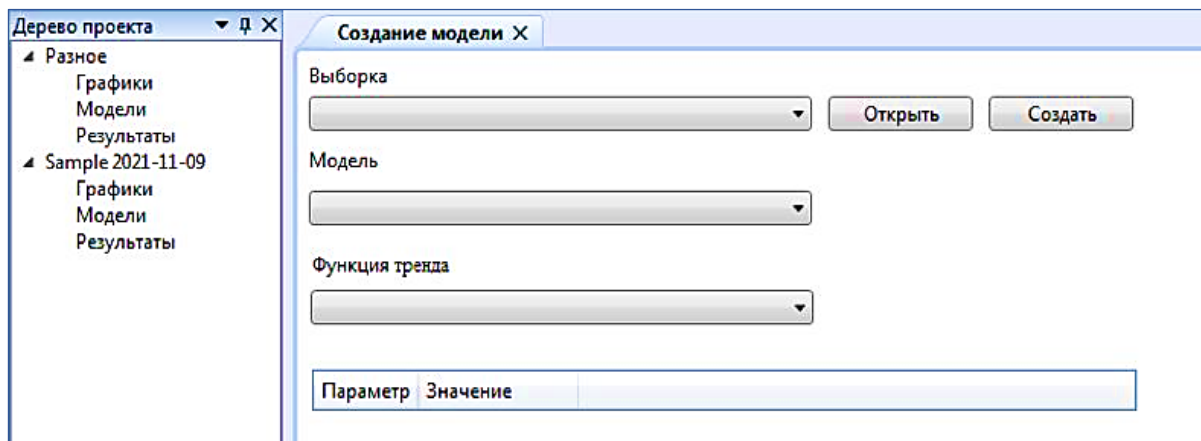 Дерево проекта
Разное
Графики
Модели
Результаты
Sample 2021-11-09
Графики
Модели
Результаты
Создание модели
Выборка
Открыть Создать
Модель
Функция тренда
Параметр Значение